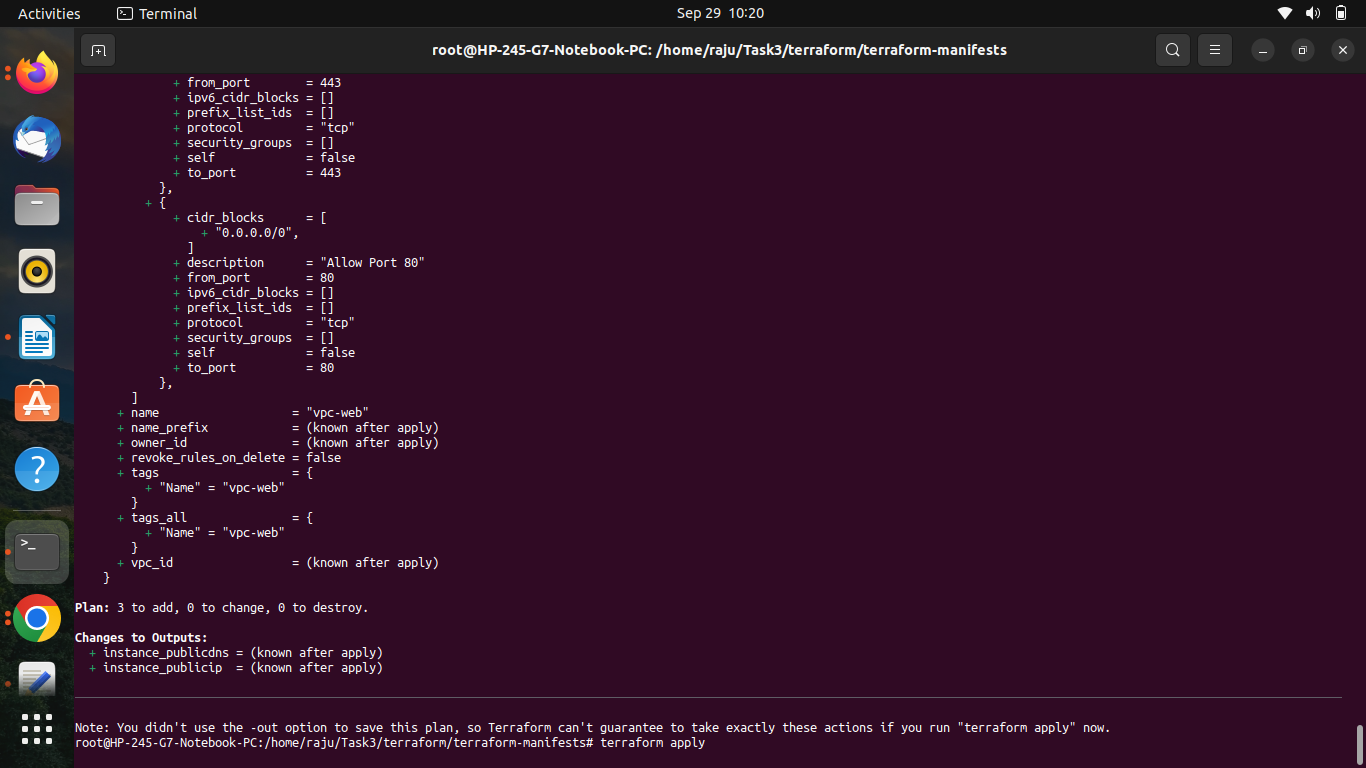 Activities
Terminal
Sep 29 10:20
root@HP-245-G7-Notebook-PC: /home/raju/Task3/terraform/terraform-manifests
+ from_port        = 443
+ ipv6_cidr_blocks = []
+ prefix_list_ids  = []
+ protocol         = "tcp"
+ security_groups  = []
+ self             = false
+ to_port          = 443
},
+ {
+ cidr_blocks      = [
+ "0.0.0.0/0",
]
+ description      = "Allow Port 80"
+ from_port        = 80
+ ipv6_cidr_blocks = []
+ prefix_list_ids  = []
+ protocol         = "tcp"
+ security_groups  = []
+ self             = false
+ to_port          = 80
},
]
+ name                   = "vpc-web"
+ name_prefix            = (known after apply)
+ owner_id               = (known after apply)
+ revoke_rules_on_delete = false
+ tags                   = {
+ "Name" = "vpc-web"
}
+ tags_all               = {
+ "Name" = "vpc-web"
}
+ vpc_id                 = (known after apply)
}
Plan: 3 to add, 0 to change, 0 to destroy.
Changes to Outputs:
+ instance_publicdns = (known after apply)
+ instance_publicip  = (known after apply)
Note: You didn't use the -out option to save this plan, so Terraform can't guarantee to take exactly these actions if you run "terraform apply" now.
root@HP-245-G7-Notebook-PC:/home/raju/Task3/terraform/terraform-manifests# terraform apply